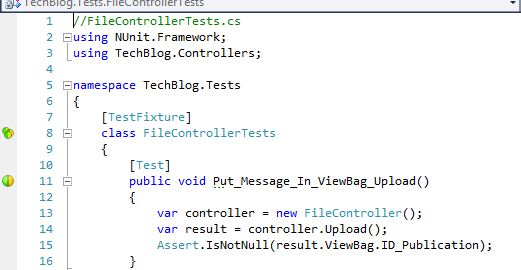 TechBlog.Tests.FileControllerTests
1 //FileControllerTests.cs
2 using NUnit.Framework;
3 using TechBlog.Controllers;
4
5 namespace TechBlog.Tests
6 {
7 [TestFixture]
8 class FileControllerTests
9 {
10 [Test]
11 public void Put_Message_In_ViewBag_Upload()
12 {
13 var controller = new FileController();
14 var result = controller.Upload();
15 Assert.IsNotNull(result.ViewBag.ID_Publication);
16 }